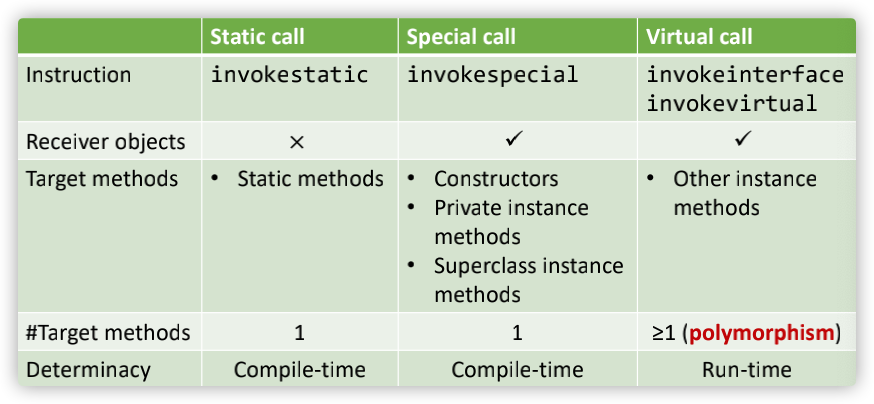 Static call Special call Virtual call
Instruction invokestatic invokespecial invokeinterface
invokevirtual
Receiver objects × ✓ ✓
Target methods • Static methods • Constructors • Other instance
• Private instance methods
methods
• Superclass instance
methods
#Target methods 1 1 ≥1 (polymorphism)
Determinacy Compile-time Compile-time Run-time